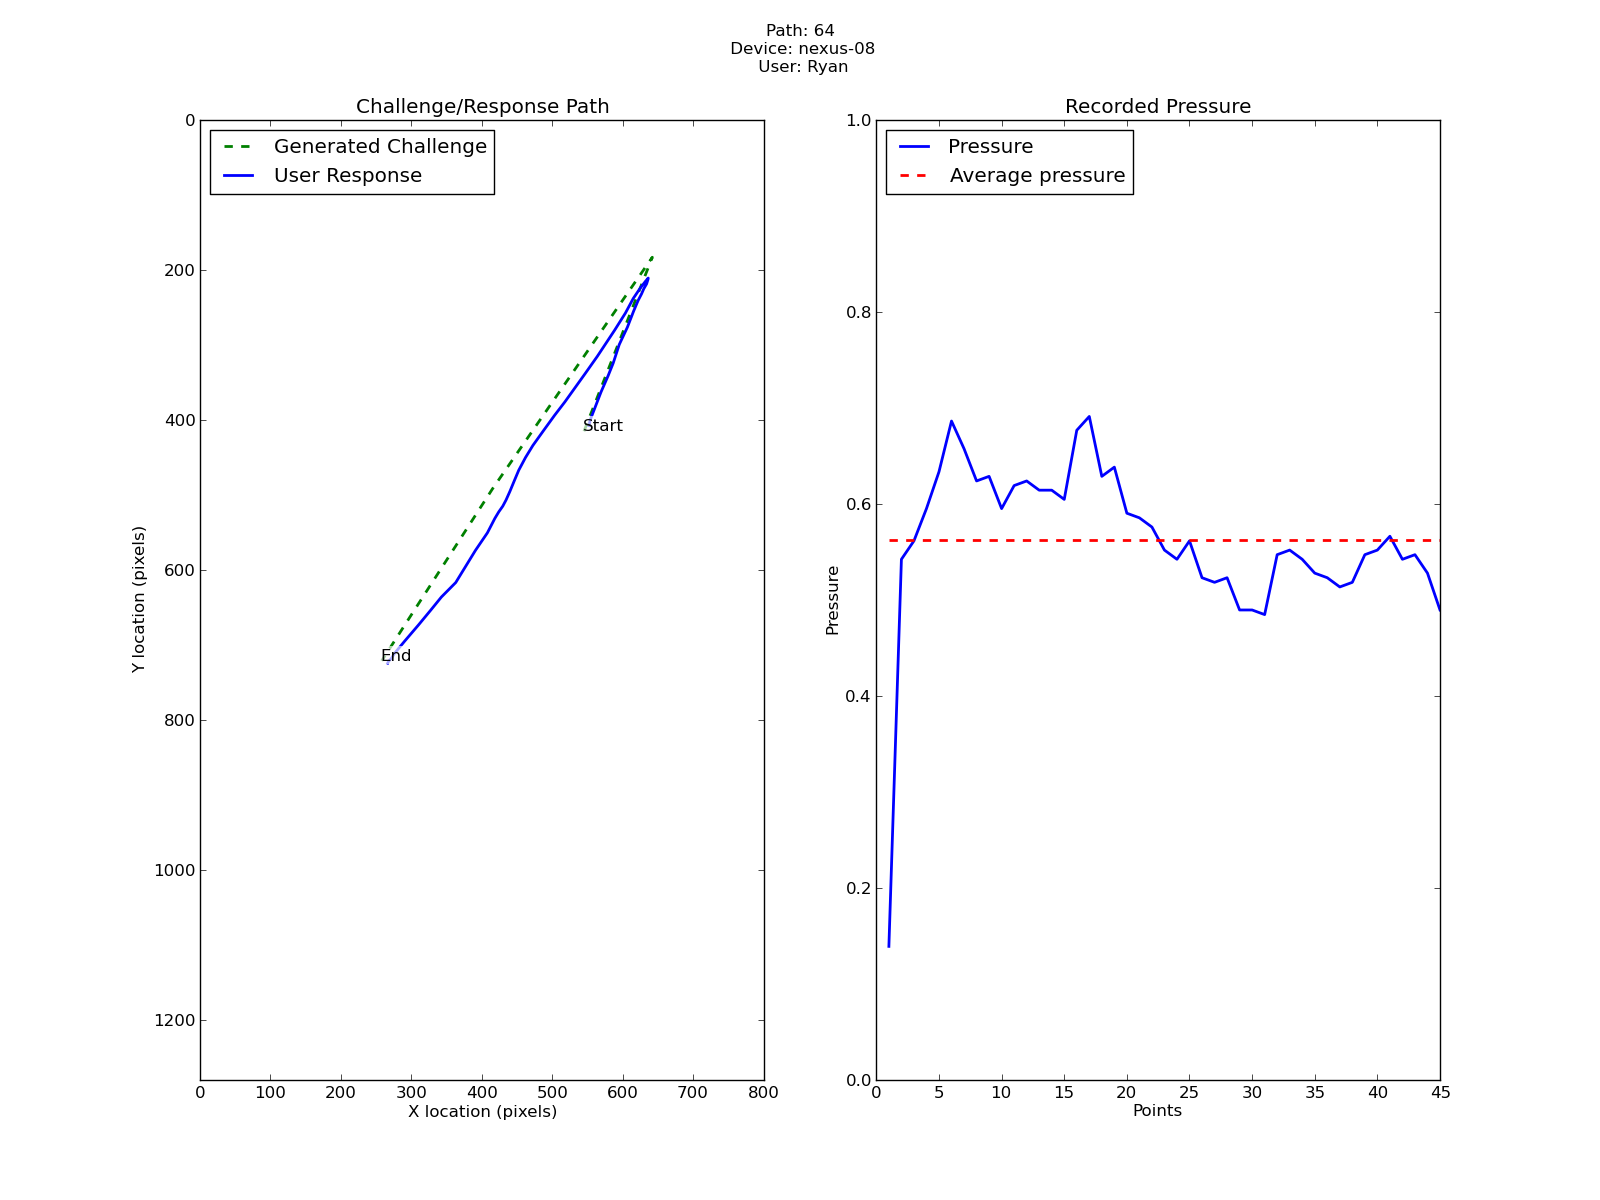 Path: 64
Device: nexus-08
User: Ryan
Challenge/Response Path
Generated Challenge
User Response
0
200
400
600
800
1000
1200
Y location (pixels)
Start
End
0 100 200 300 400 500 600 700 800
X location (pixels)
Recorded Pressure
Pressure
Average pressure
1.0
0.8
0.6
0.4
0.2
0.0
Pressure
0 5 10 15 20 25 30 35 40 45
Points